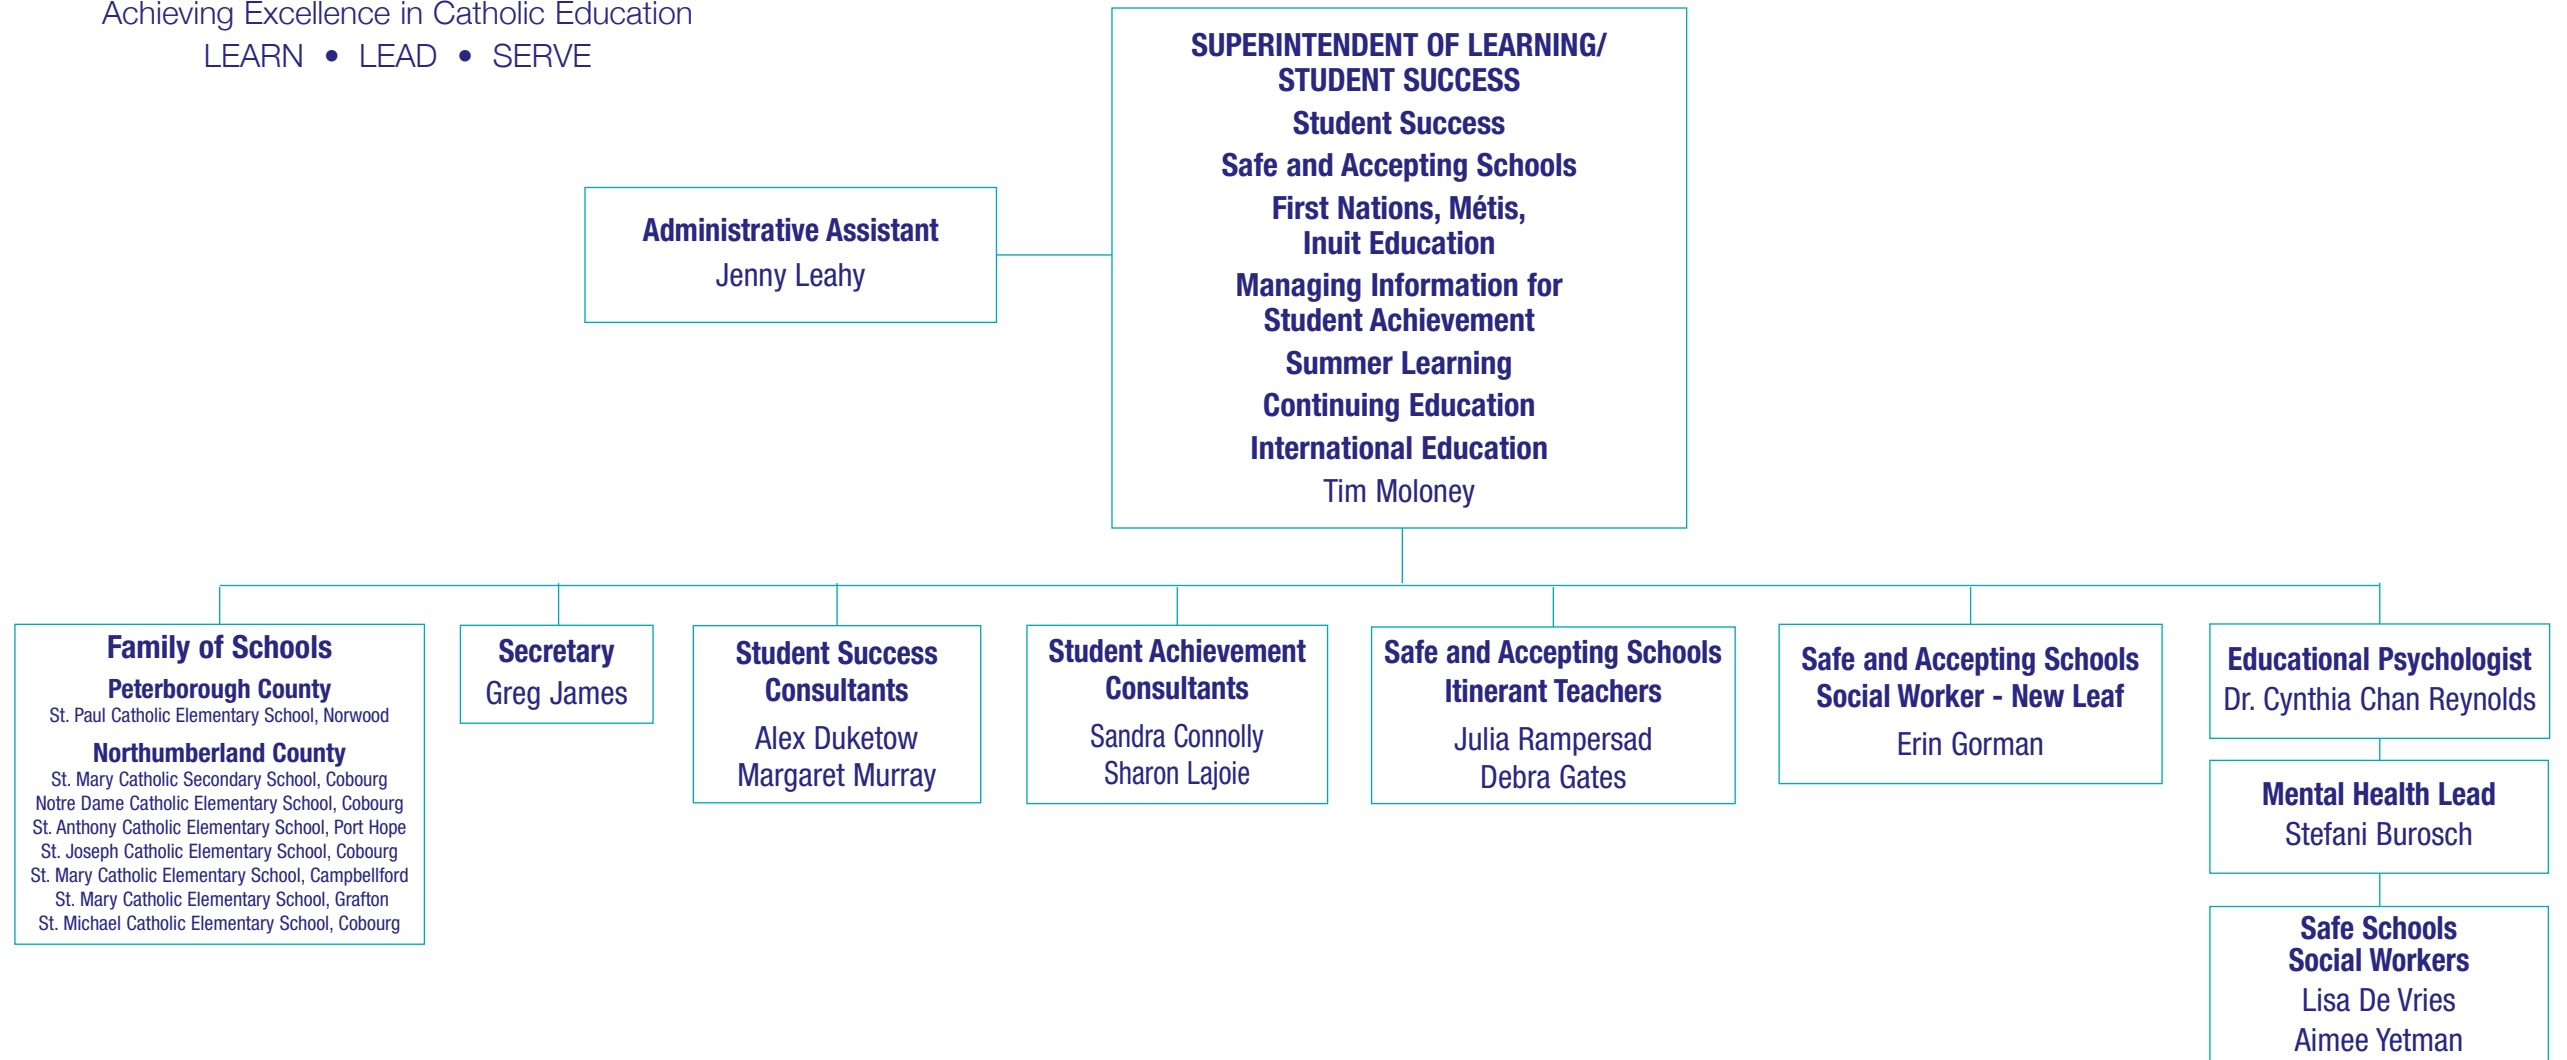 Achieving Excellence in Catholic Education
LEARN • LEAD • SERVE
SUPERINTENDENT OF LEARNING/
STUDENT SUCCESS
Student Success
Safe and Accepting Schools
First Nations, Métis,
Inuit Education
Managing Information for
Student Achievement
Summer Learning
Continuing Education
International Education
Tim Moloney
Administrative Assistant
Jenny Leahy
Family of Schools
Peterborough County
St. Paul Catholic Elementary School, Norwood
Northumberland County
St. Mary Catholic Secondary School, Cobourg
Notre Dame Catholic Elementary School, Cobourg
St. Anthony Catholic Elementary School, Port Hope
St. Joseph Catholic Elementary School, Cobourg
St. Mary Catholic Elementary School, Campbellford
St. Mary Catholic Elementary School, Grafton
St. Michael Catholic Elementary School, Cobourg
Secretary
Greg James
Student Success
Consultants
Alex Duketow
Margaret Murray
Student Achievement
Consultants
Sandra Connolly
Sharon Lajoie
Safe and Accepting Schools
Itinerant Teachers
Julia Rampersad
Debra Gates
Safe and Accepting Schools
Social Worker - New Leaf
Erin Gorman
Educational Psychologist
Dr. Cynthia Chan Reynolds
Mental Health Lead
Stefani Burosch
Safe Schools
Social Workers
Lisa De Vries
Aimee Yetman